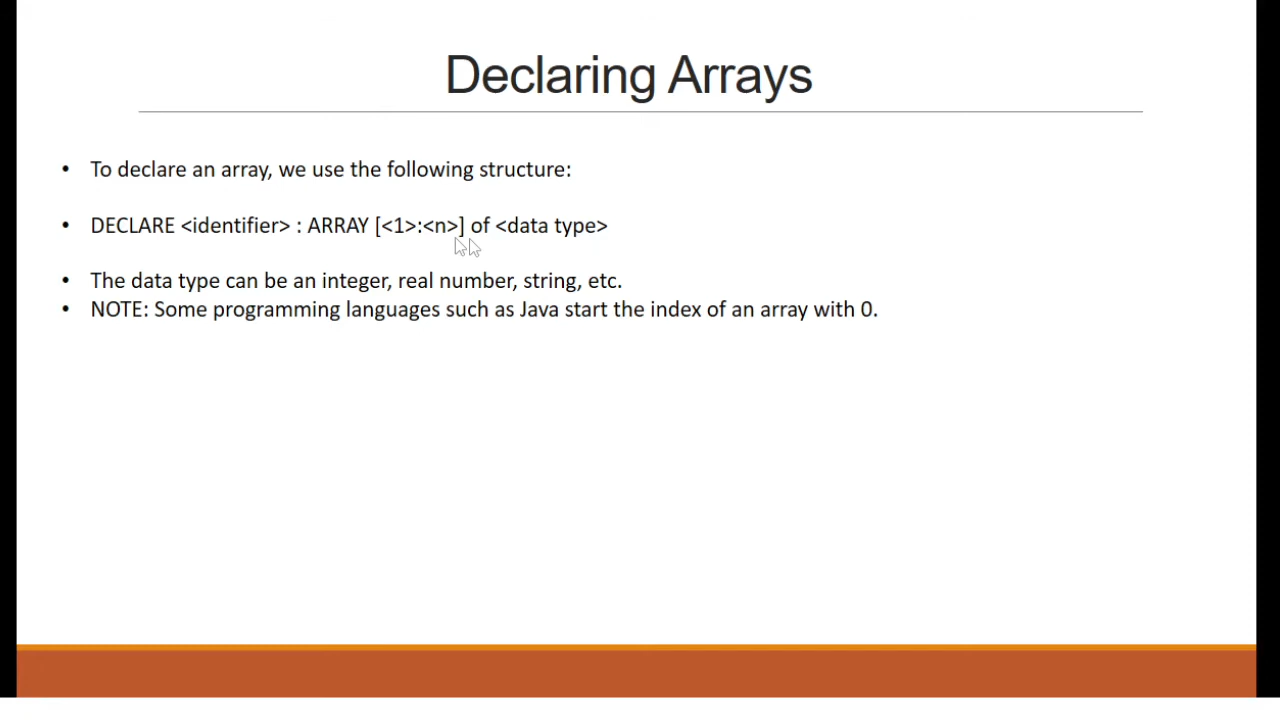 Declaring Arrays
• To declare an array, we use the following structure:
• DECLARE <identifier> : ARRAY [<1>:<n>] of <data type>
• The data type can be an integer, real number, string, etc.
• NOTE: Some programming languages such as Java start the index of an array with 0.